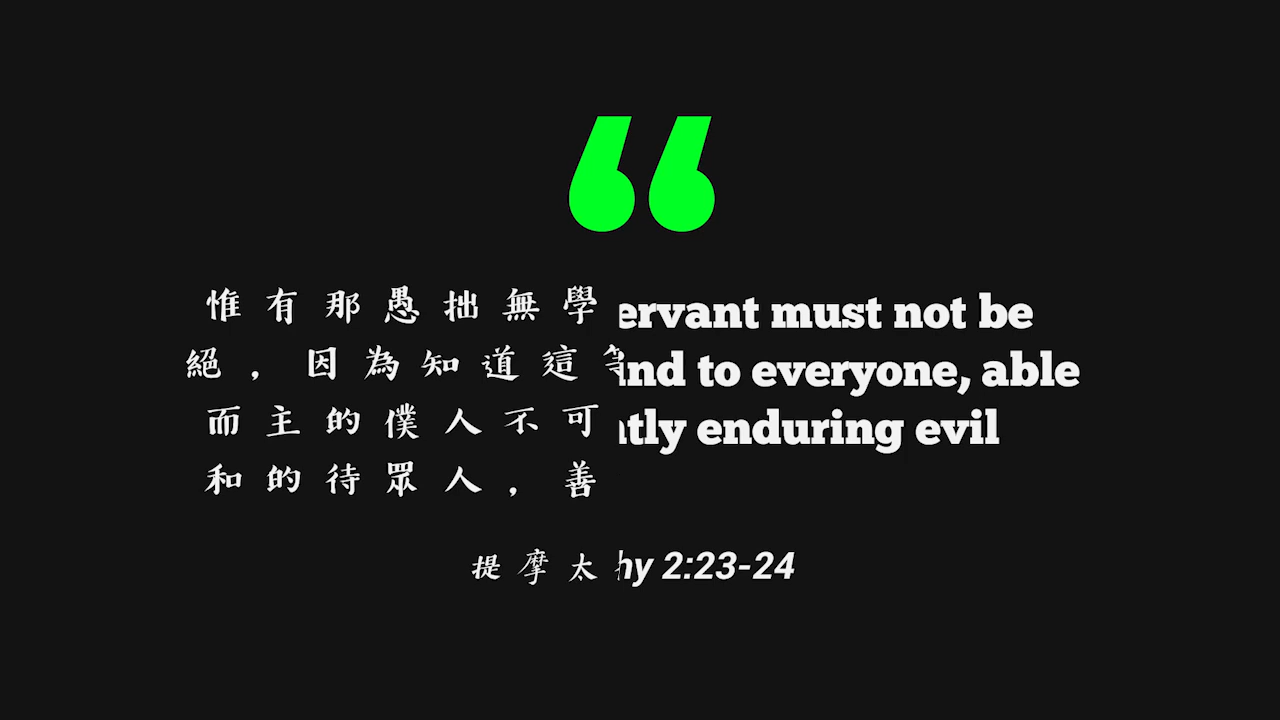 “
惟有那愚拙無學 ervant must not be
絕，因為知道這 ind to everyone, able
而主的僕人不可 tly enduring evil
和的待眾人，善
提摩太 hy 2:23-24